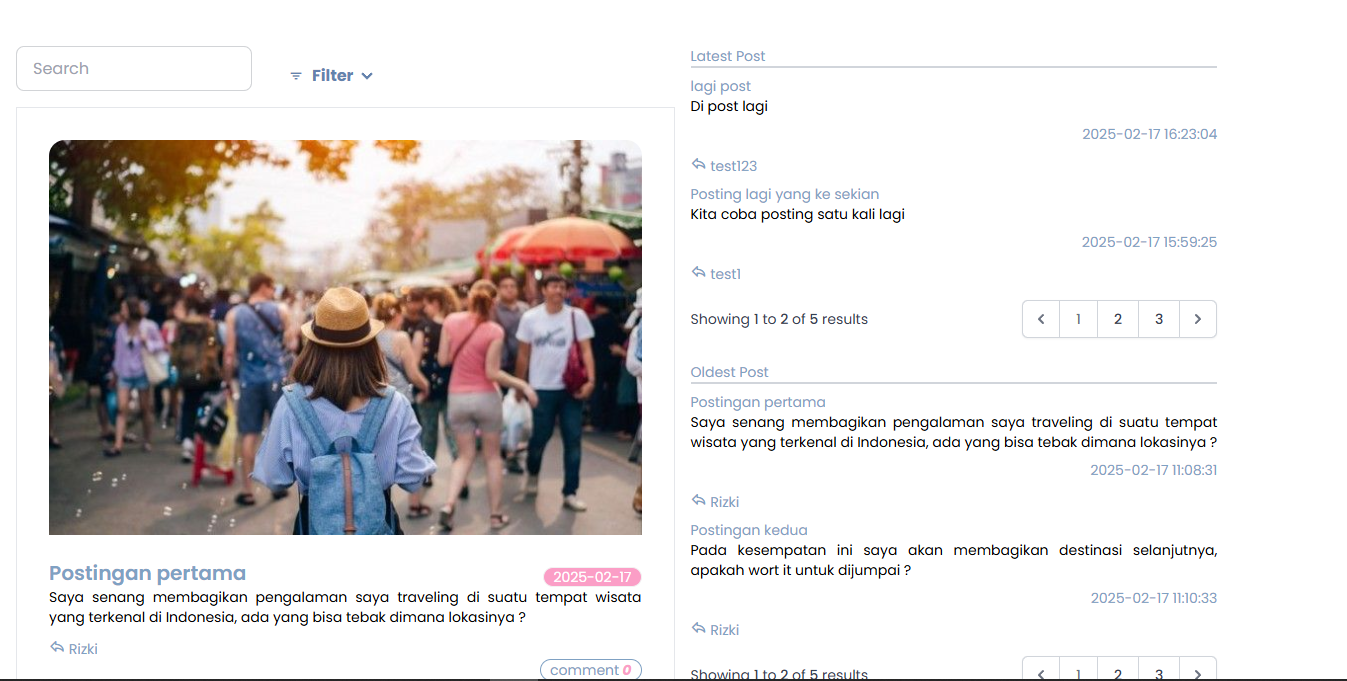 Search
Filter
Postingan pertama
2025-02-17
Saya senang membagikan pengalaman saya traveling di suatu tempat wisata
yang terkenal di Indonesia, ada yang bisa tebak dimana lokasinya ?
Rizki
comment 0
Latest Post
lagi post
Di post lagi
2025-02-17 16:23:04
test123
Posting lagi yang ke sekian
Kita coba posting satu kali lagi
2025-02-17 15:59:25
test1
Showing 1 to 2 of 5 results
1 2 3
Oldest Post
Postingan pertama
Saya senang membagikan pengalaman saya traveling di suatu tempat
wisata yang terkenal di Indonesia, ada yang bisa tebak dimana lokasinya ?
2025-02-17 11:08:31
Rizki
Postingan kedua
Pada kesempatan ini saya akan membagikan destinasi selanjutnya,
apakah wort it untuk dijumpai ?
2025-02-17 11:10:33
Rizki
Showing 1 to 2 of 5 results
1 2 3